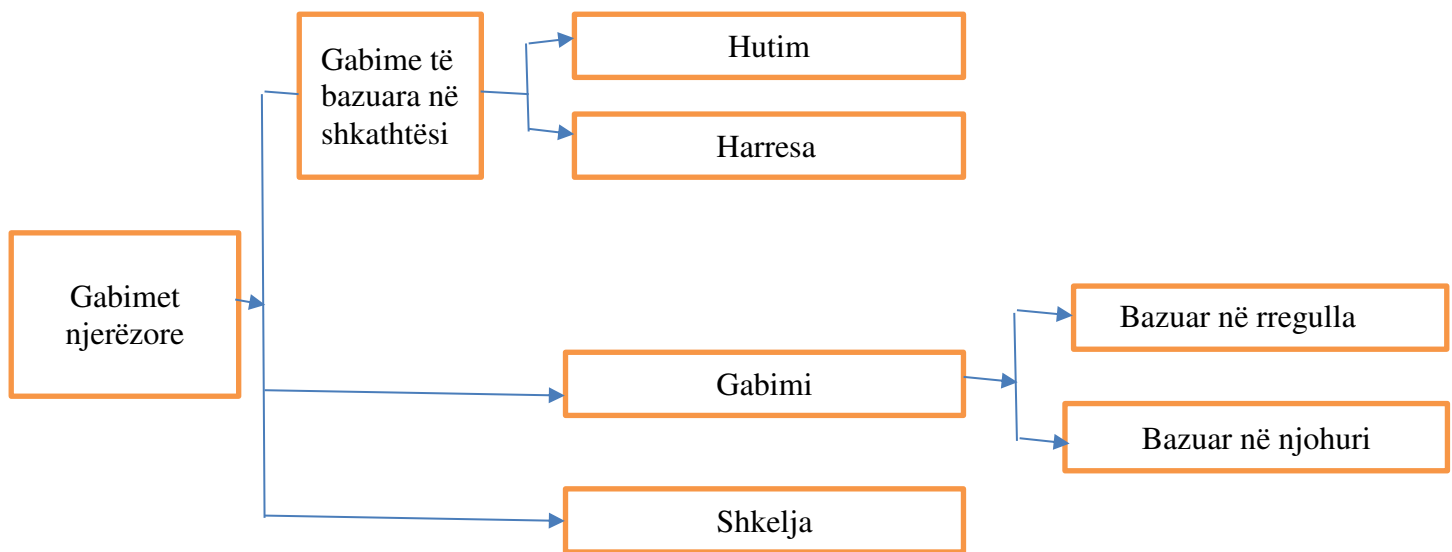 Gabime të
bazuara në
shkathtësi
Hutim
Harresa
Gabimet
njerëzore
Gabimi
Bazuar në rregulla
Bazuar në njohuri
Shkelja